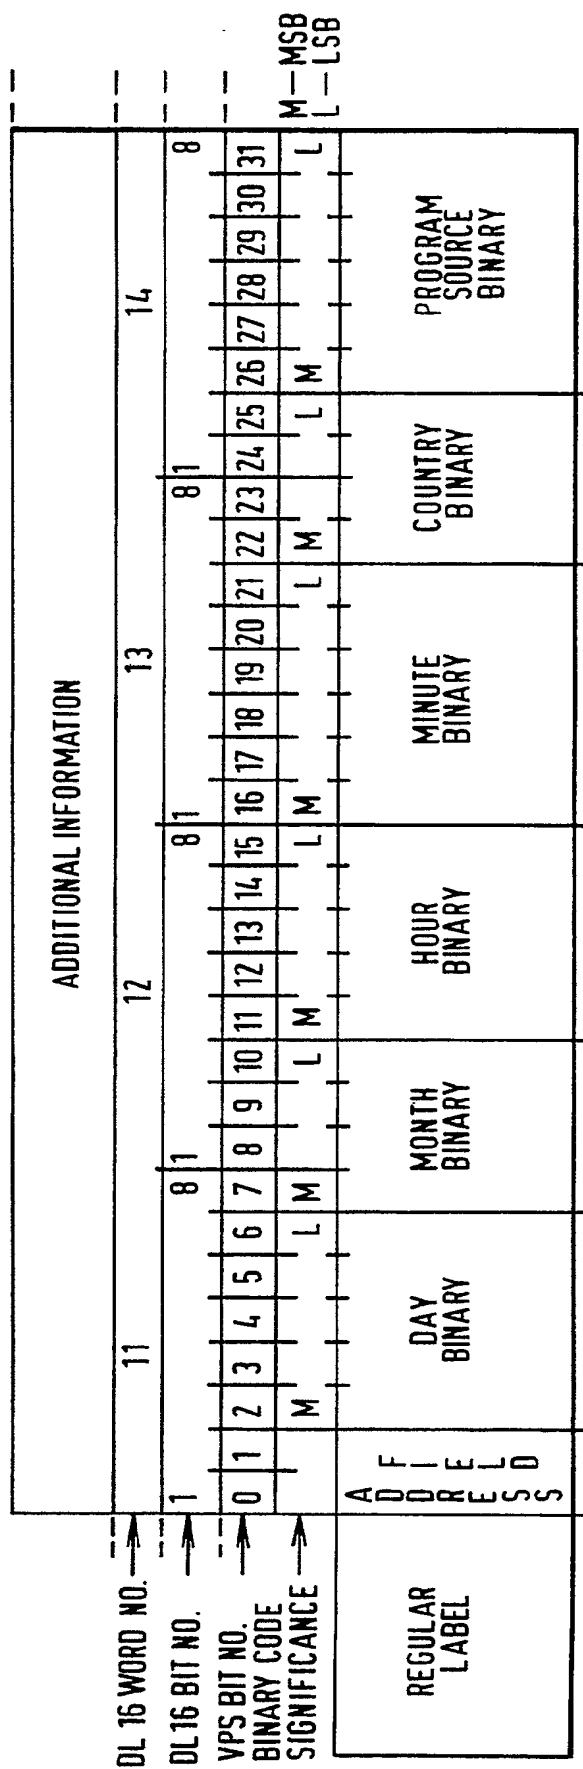 ADDITIONAL INFORMATION
DL 16 WORD NO. 11 12 13 14
DL 16 BIT NO. 1 8 1 8 1 8 1 8
VPS BIT NO. 0 1 2 3 4 5 6 7 8 9 10 11 12 13 14 15 16 17 18 19 20 21 22 23 24 25 26 27 28 29 30 31
BINARY CODE
SIGNIFICANCE M L M L M L M L M L M L
M — MSB
L — LSB
REGULAR
LABEL
ADDRESS
FIELD
DAY
BINARY
MONTH
BINARY
HOUR
BINARY
MINUTE
BINARY
COUNTRY
BINARY
PROGRAM
SOURCE
BINARY